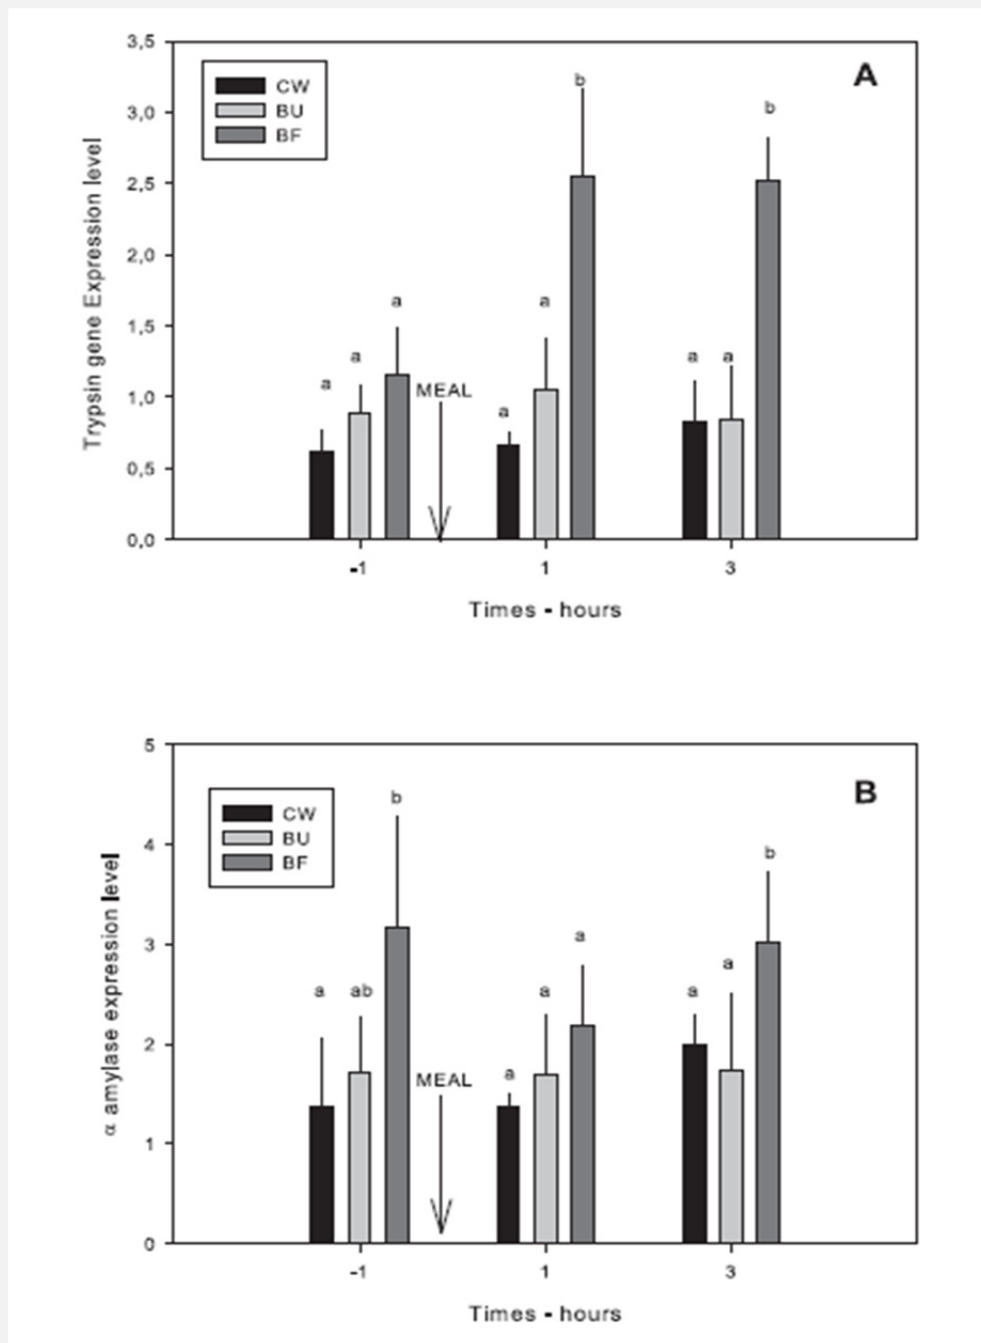 3,5
A
CW
BU
BF
3,0
2,5
2,0
1,5
1,0
0,5
0,0
Trypsin gene Expression level
a
a
a
MEAL
a
a
b
a
a
b
-1
1
3
Times - hours
5
B
CW
BU
BF
4
3
2
1
0
α amylase expression level
a
ab
b
MEAL
a
a
a
a
a
b
-1
1
3
Times - hours